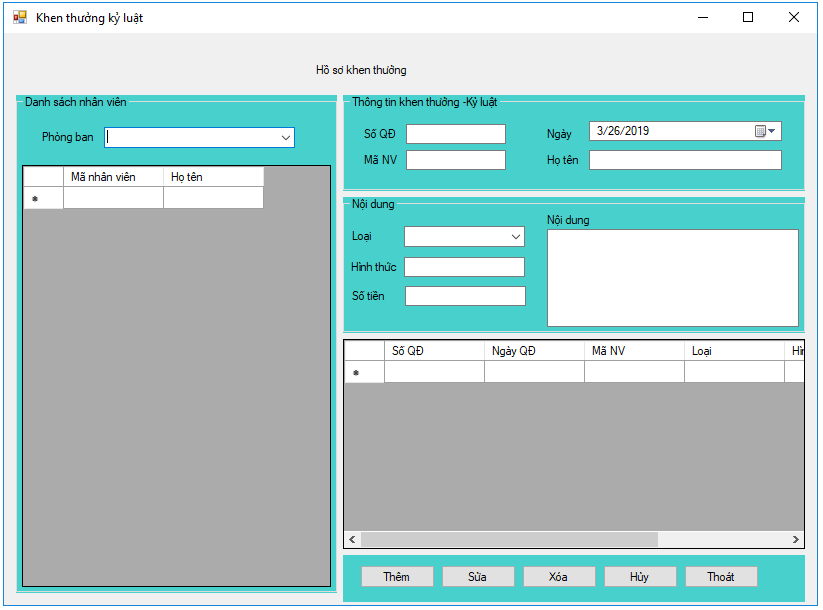 Khen thưởng kỷ luật
Hồ sơ khen thưởng
Danh sách nhân viên
Phòng ban
Mã nhân viên Họ tên
Thông tin khen thưởng -Kỷ luật
Số QĐ
Ngày 3/26/2019
Mã NV
Họ tên
Nội dung
Loại
Hình thức
Số tiền
Nội dung
Số QĐ Ngày QĐ Mã NV Loại
Thêm Sửa Xóa Hủy Thoát